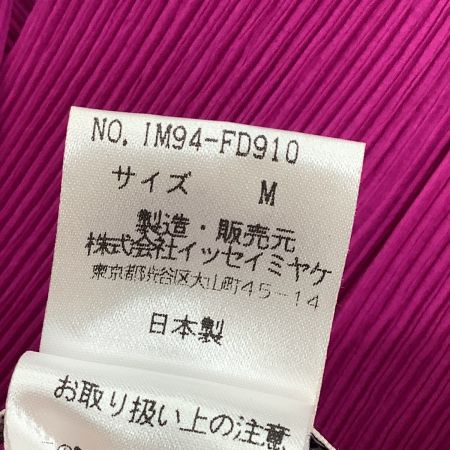 NO. IM94-FD910
サイズ M
製造・販売元
株式会社イッセイミヤケ
東京都渋谷区大山町45-14
日本製
お取り扱い上の注意